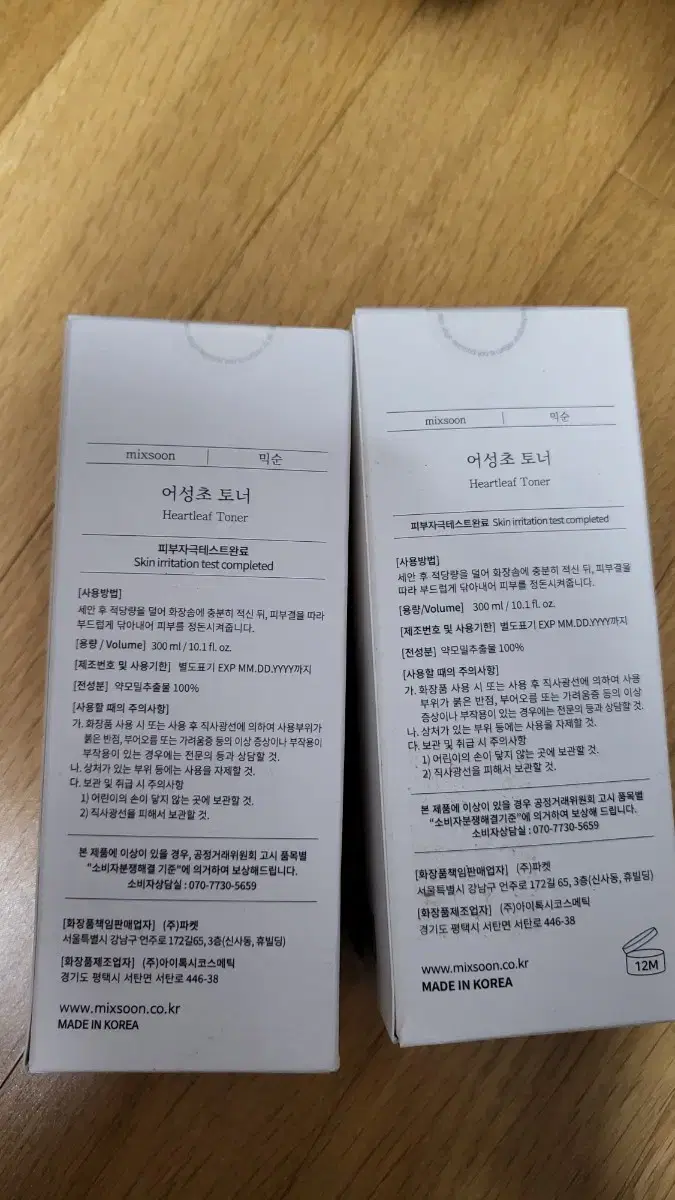 mixsoon | 믹순
어성초 토너
Heartleaf Toner
피부자극테스트완료
Skin irritation test completed
[사용방법]
세안 후 적당량을 덜어 화장솜에 충분히 적신 뒤, 피부결을 따라
부드럽게 닦아내어 피부를 정돈시켜줍니다.
[용량 / Volume] 300 ml / 10.1 fl. oz.
[제조번호 및 사용기한] 별도표기 EXP MM.DD.YYYY까지
[전성분] 약모밀추출물 100%
[사용할 때의 주의사항]
가. 화장품 사용 시 또는 사용 후 직사광선에 의하여 사용부위가
붉은 반점, 부어오름 또는 가려움증 등의 이상 증상이나 부작용이
있는 경우에는 전문의 등과 상담할 것.
나. 상처가 있는 부위 등에는 사용을 자제할 것.
다. 보관 및 취급 시 주의사항
1) 어린이의 손이 닿지 않는 곳에 보관할 것.
2) 직사광선을 피해서 보관할 것.
본 제품에 이상이 있을 경우, 공정거래위원회 고시 품목별
“소비자분쟁해결 기준”에 의거하여 보상해드립니다.
소비자상담실 : 070-7730-5659
[화장품책임판매업자] (주)파켓
서울특별시 강남구 언주로 172길65, 3층(신사동, 휴빌딩)
[화장품제조업자] (주)아이톡시코스메틱
경기도 평택시 서탄면 서탄로 446-38
www.mixsoon.co.kr
MADE IN KOREA
mixsoon | 믹순
어성초 토너
Heartleaf Toner
피부자극테스트완료 Skin irritation test completed
[사용방법]
세안 후 적당량을 덜어 화장솜에 충분히 적신 뒤, 피부결을
따라 부드럽게 닦아내어 피부를 정돈시켜줍니다.
[용량/Volume] 300 ml / 10.1 fl. oz.
[제조번호 및 사용기한] 별도표기 EXP MM.DD.YYYY까지
[전성분] 약모밀추출물 100%
[사용할 때의 주의사항]
가. 화장품 사용 시 또는 사용 후 직사광선에 의하여 사용
부위가 붉은 반점, 부어오름 또는 가려움증 등의 이상
증상이나 부작용이 있는 경우에는 전문의 등과 상담할 것.
나. 상처가 있는 부위 등에는 사용을 자제할 것.
다. 보관 및 취급 시 주의사항
1) 어린이의 손이 닿지 않는 곳에 보관할 것.
2) 직사광선을 피해서 보관할 것.
본 제품에 이상이 있을 경우 공정거래위원회 고시 품목별
“소비자분쟁해결기준”에 의거하여 보상해 드립니다.
소비자상담실 : 070-7730-5659
[화장품책임판매업자] (주)파켓
서울특별시 강남구 언주로 172길 65, 3층(신사동, 휴빌딩)
[화장품제조업자] (주)아이톡시코스메틱
경기도 평택시 서탄면 서탄로 446-38
www.mixsoon.co.kr
MADE IN KOREA
12M